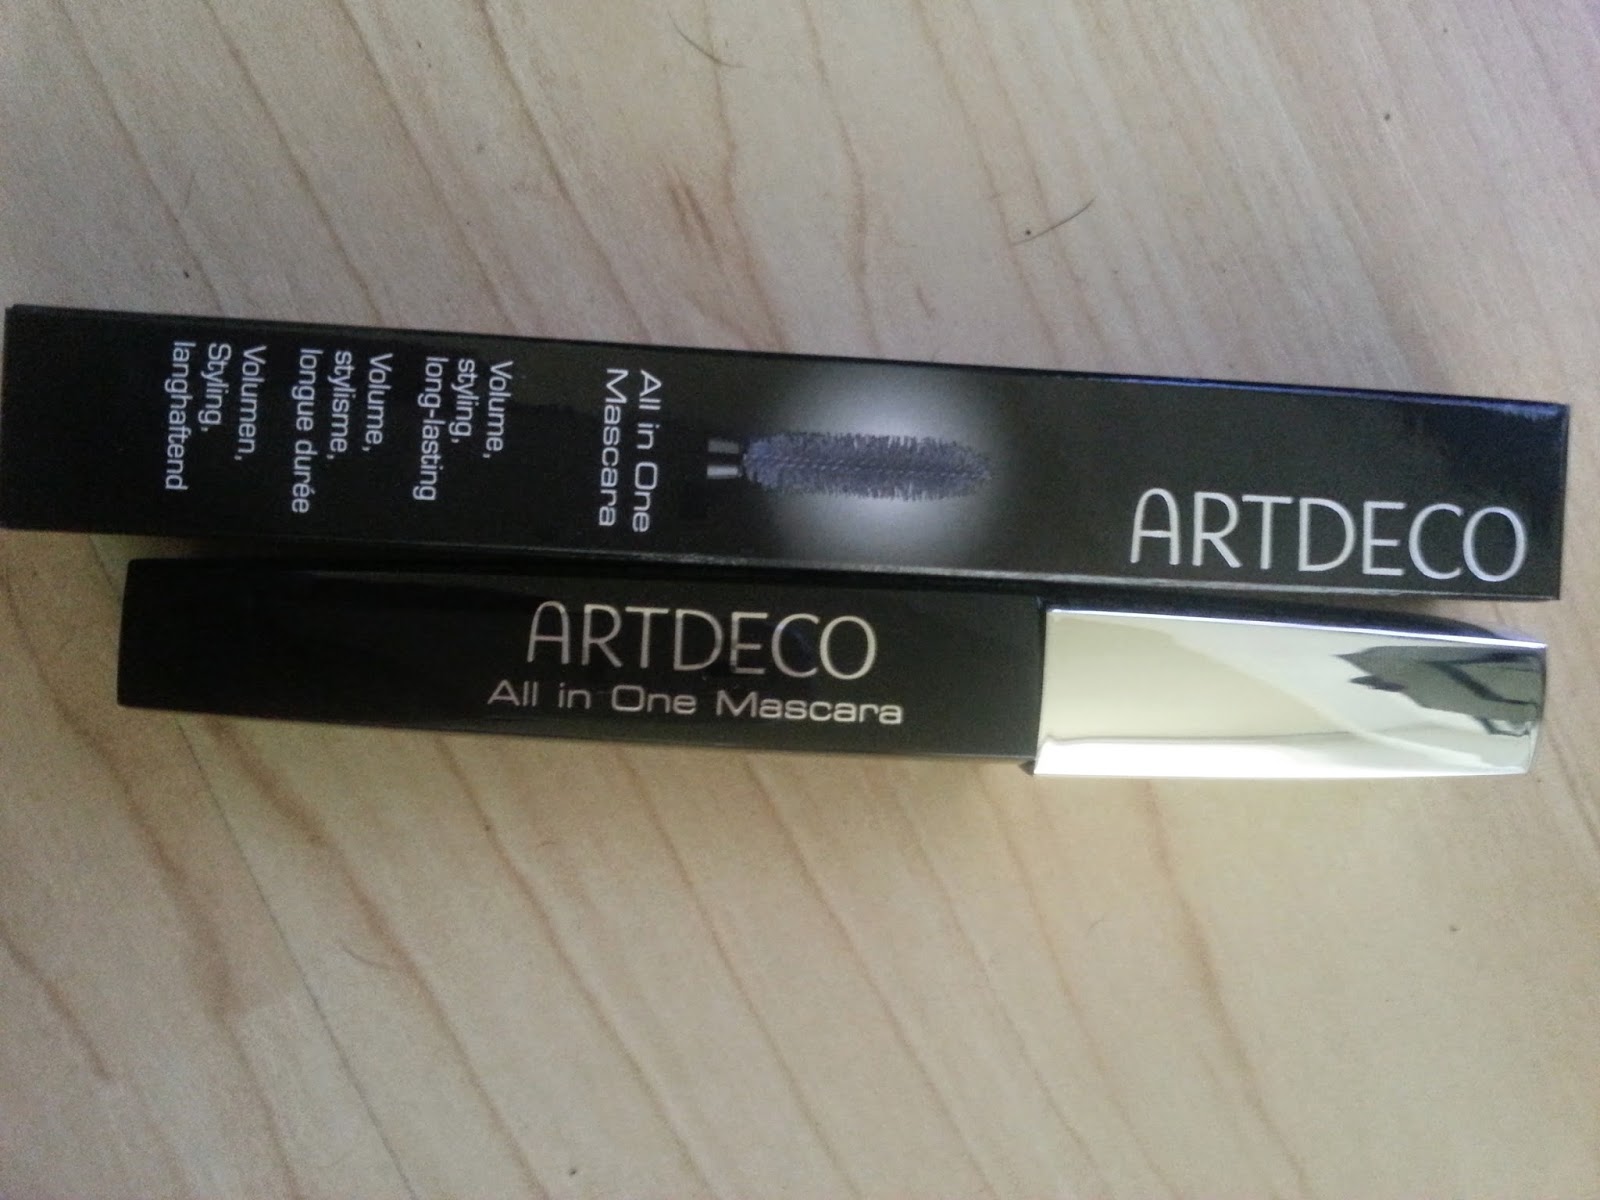 ARTDECO
All in One
Mascara
Volume,
styling,
long-lasting
Volume,
stylisme,
longue durée
Volumen,
Styling,
langhaftend
ARTDECO
All in One Mascara